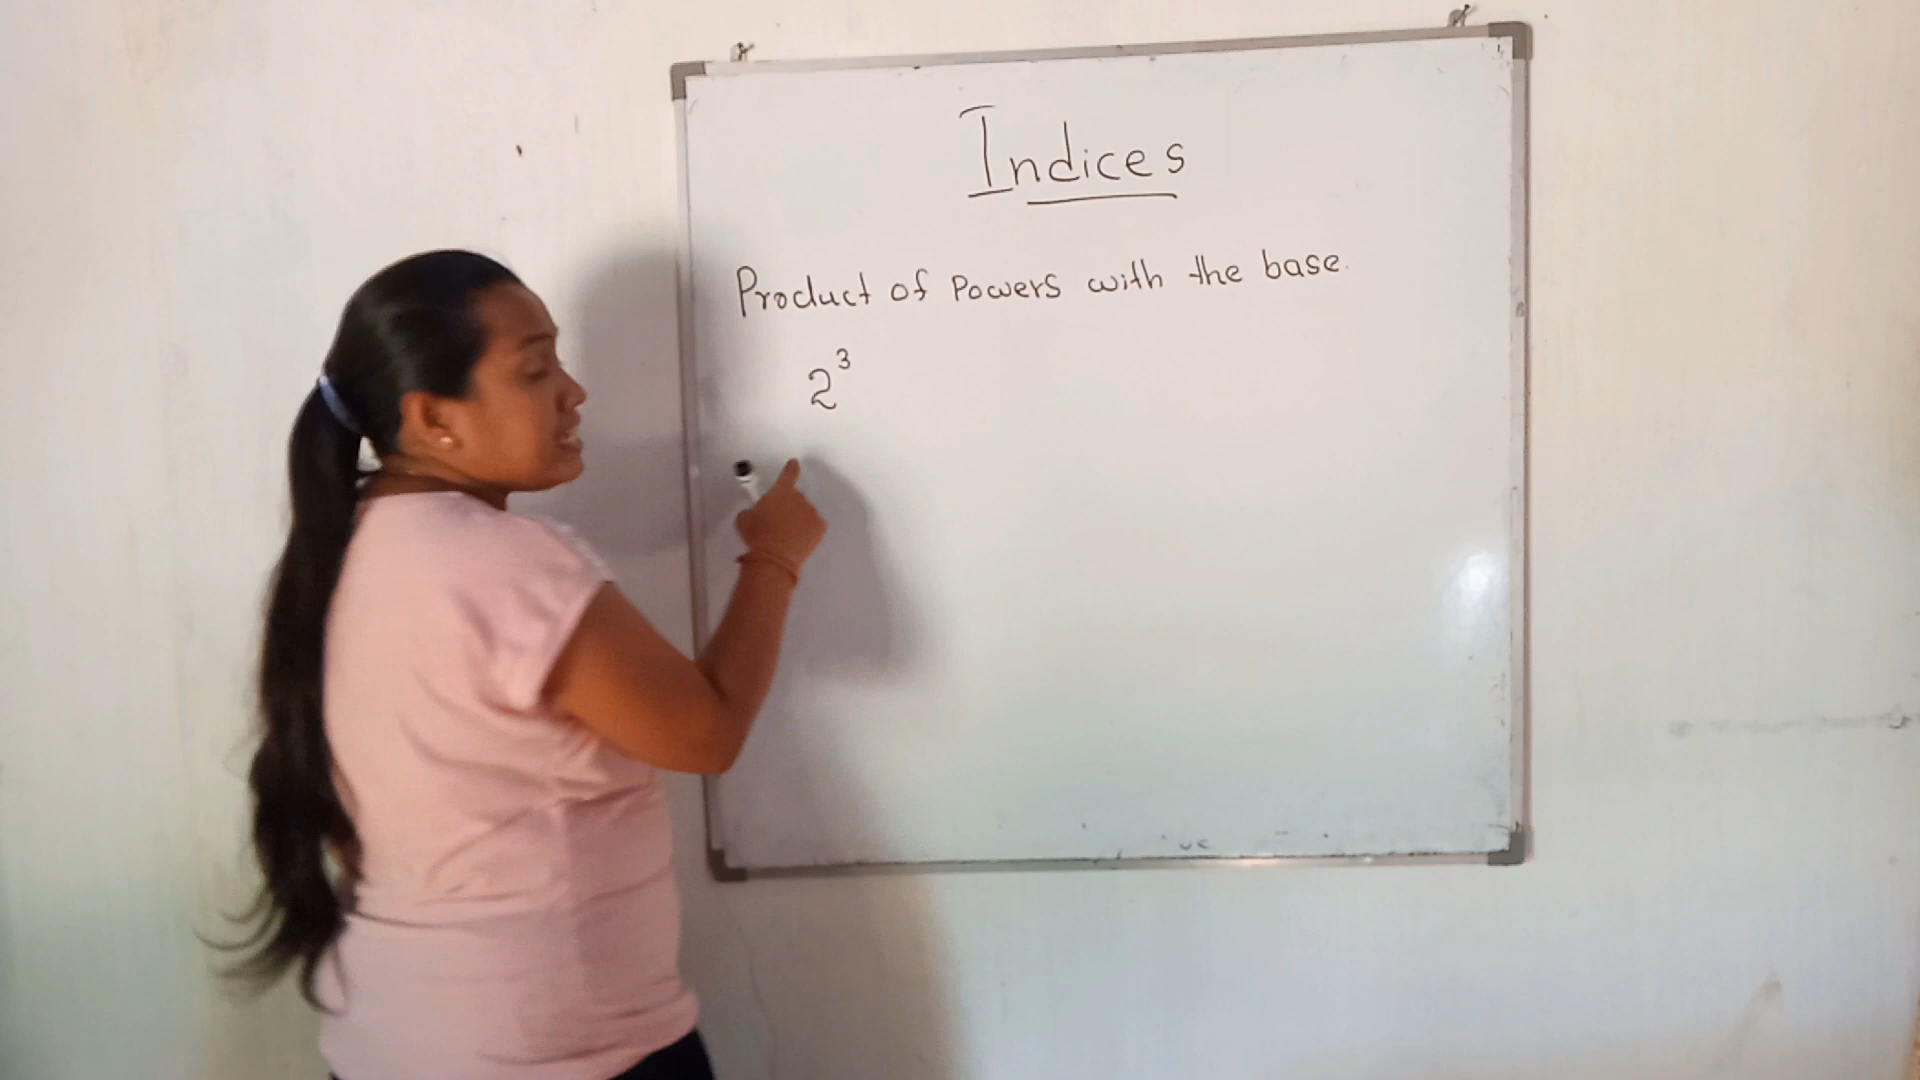 Indices
Product of Powers with the base.
2³